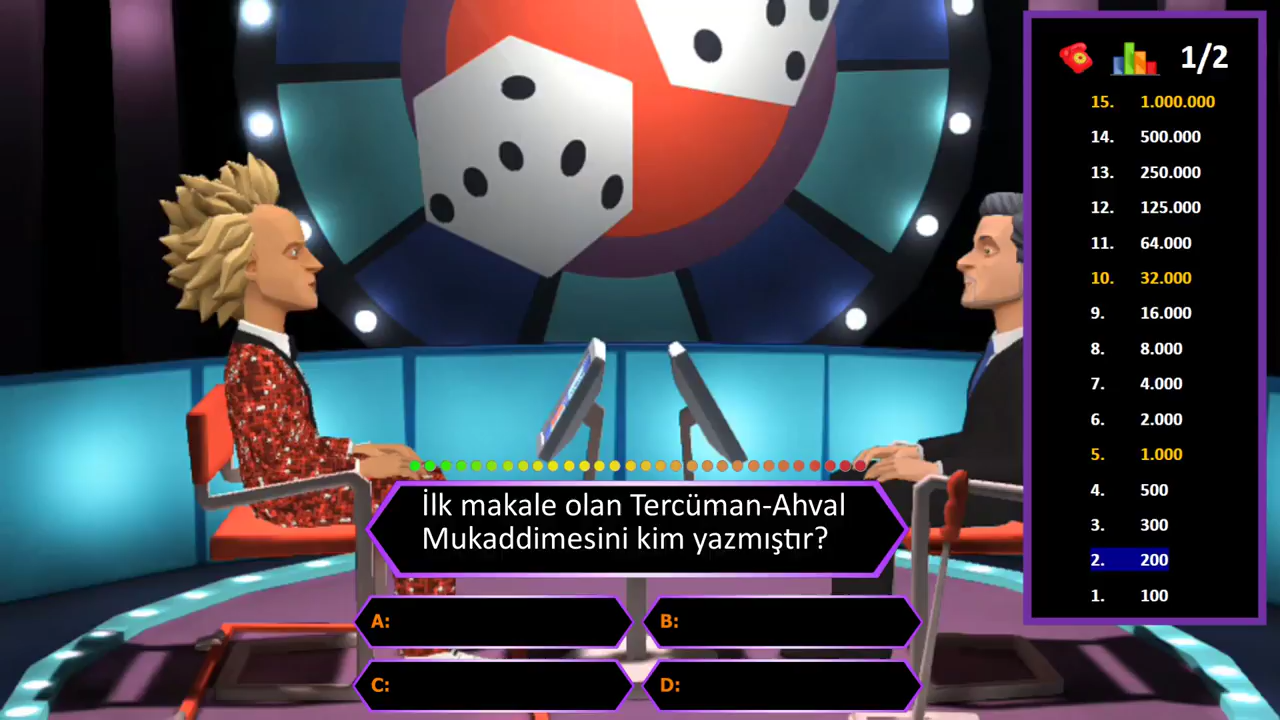 1/2
15. 1.000.000
14. 500.000
13. 250.000
12. 125.000
11. 64.000
10. 32.000
9. 16.000
8. 8.000
7. 4.000
6. 2.000
5. 1.000
4. 500
3. 300
2. 200
1. 100
İlk makale olan Tercüman-Ahval
Mukaddimesini kim yazmıştır?
A:
B:
C:
D: